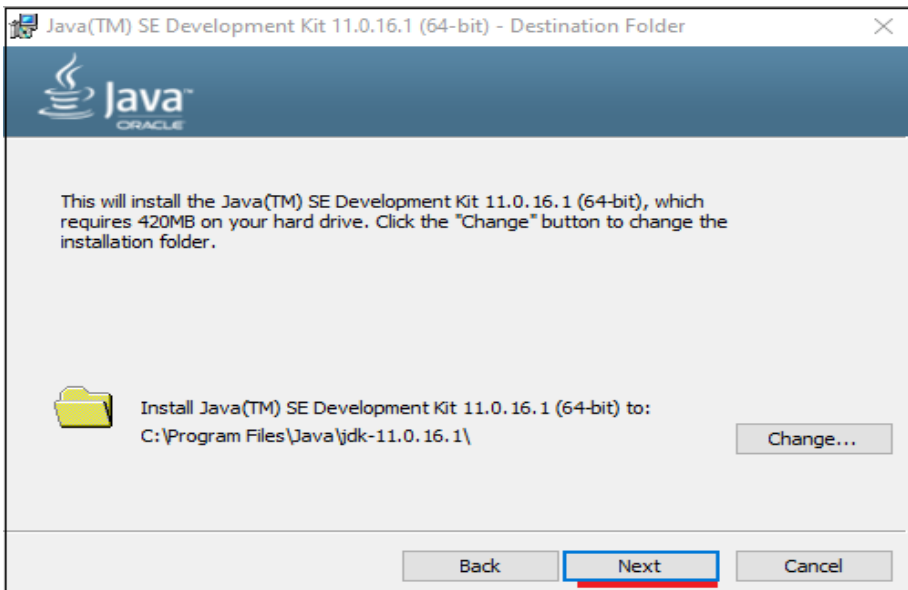 Java(TM) SE Development Kit 11.0.16.1 (64-bit) - Destination Folder
Java™
ORACLE
This will install the Java(TM) SE Development Kit 11.0.16.1 (64-bit), which
requires 420MB on your hard drive. Click the "Change" button to change the
installation folder.
Install Java(TM) SE Development Kit 11.0.16.1 (64-bit) to:
C:\Program Files\Java\jdk-11.0.16.1\
Change...
Back
Next
Cancel